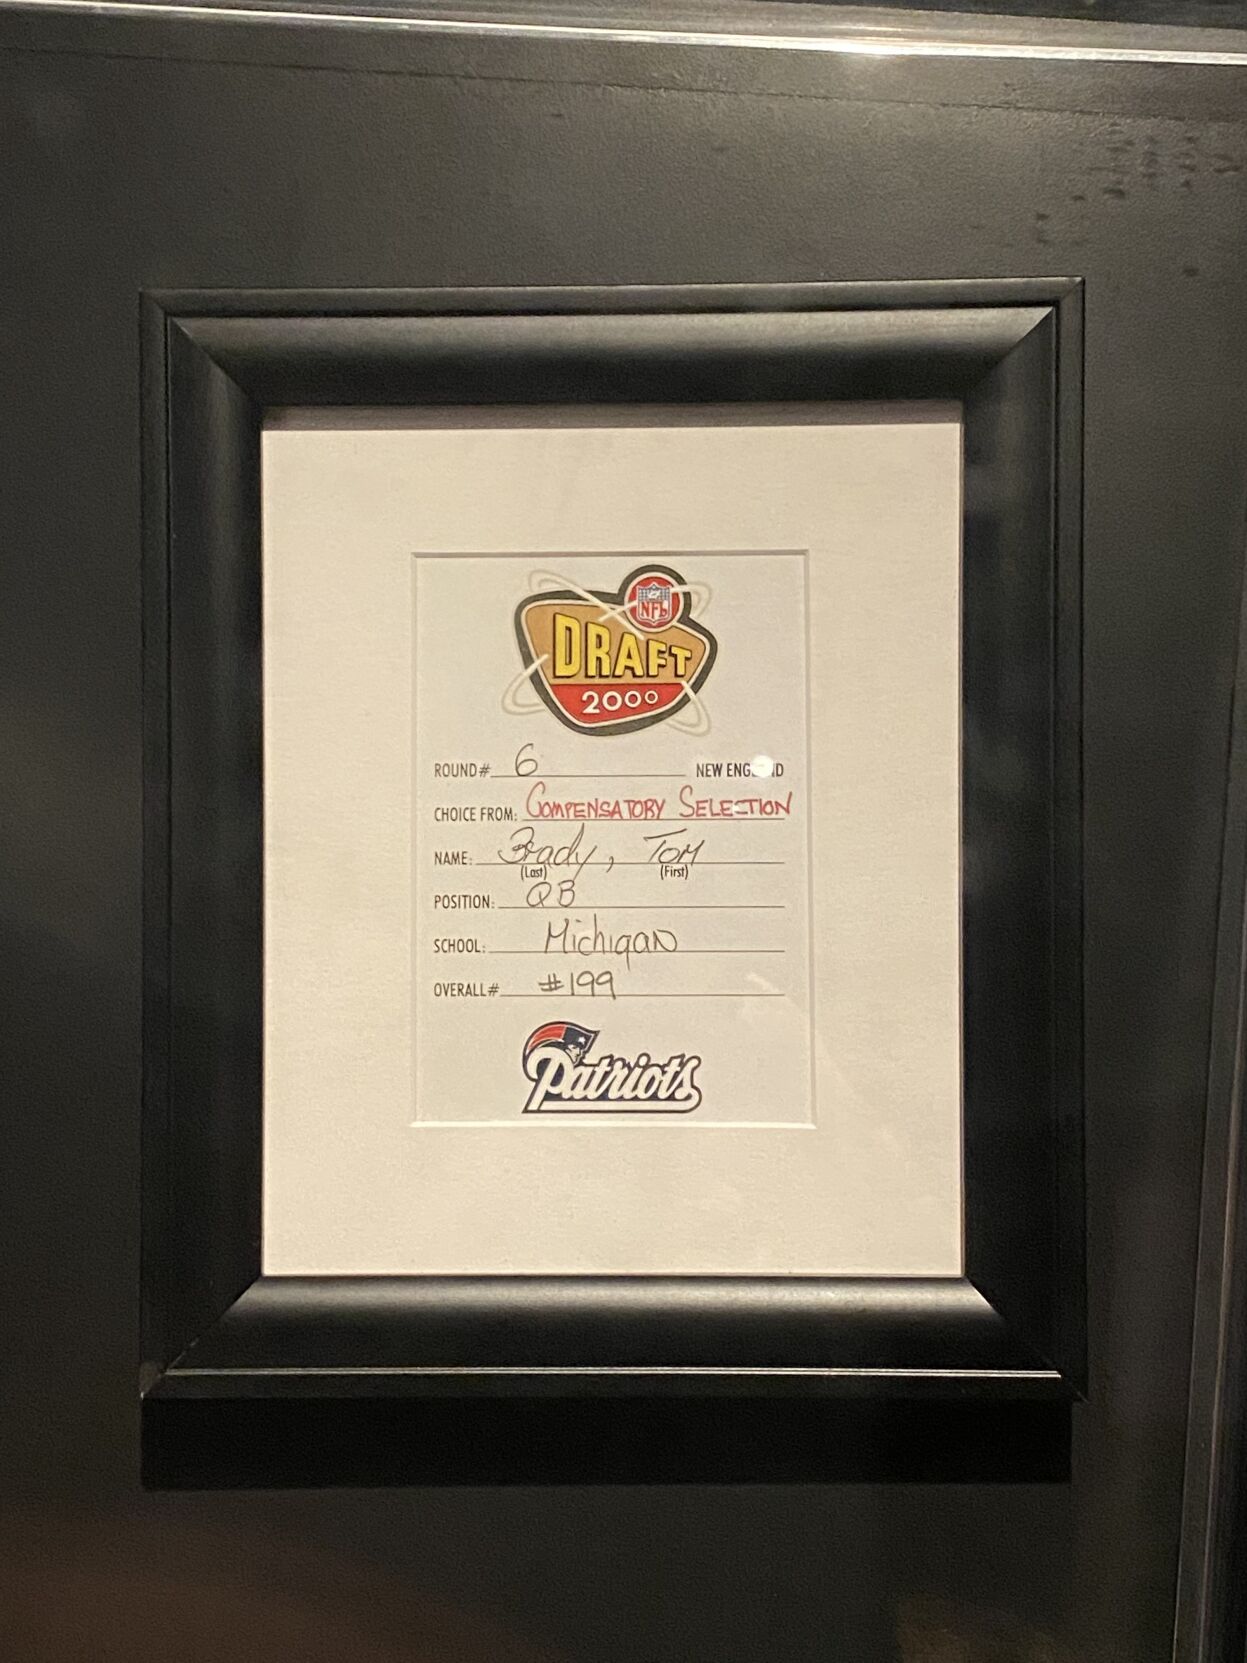 NFL
DRAFT
2000
ROUND# 6 NEW ENGLAND
CHOICE FROM: COMPENSATORY SELECTION
NAME: Brady, Tom
(Last) (First)
POSITION: QB
SCHOOL: Michigan
OVERALL# #199
Patriots